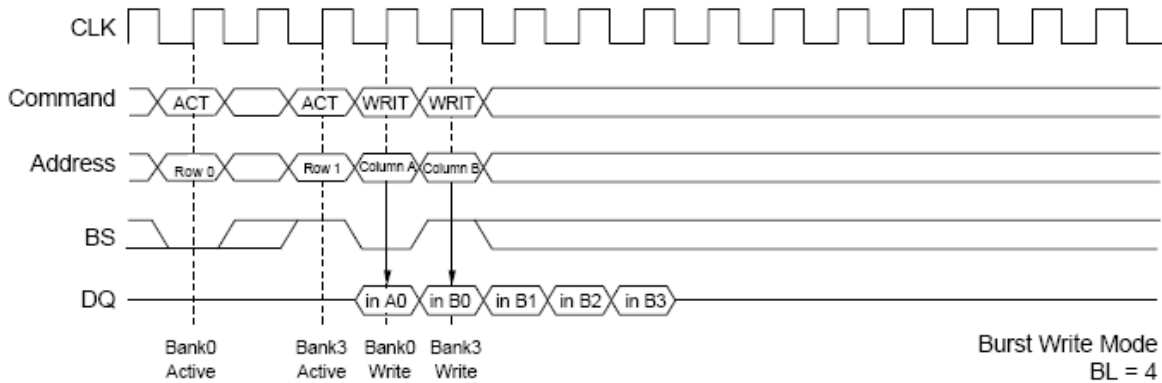 CLK
Command ACT ACT WRIT WRIT
Address Row 0 Row 1 Column A Column B
BS
DQ in A0 in B0 in B1 in B2 in B3
Bank0 Bank3 Bank0 Bank3
Active Active Write Write
Burst Write Mode
BL = 4